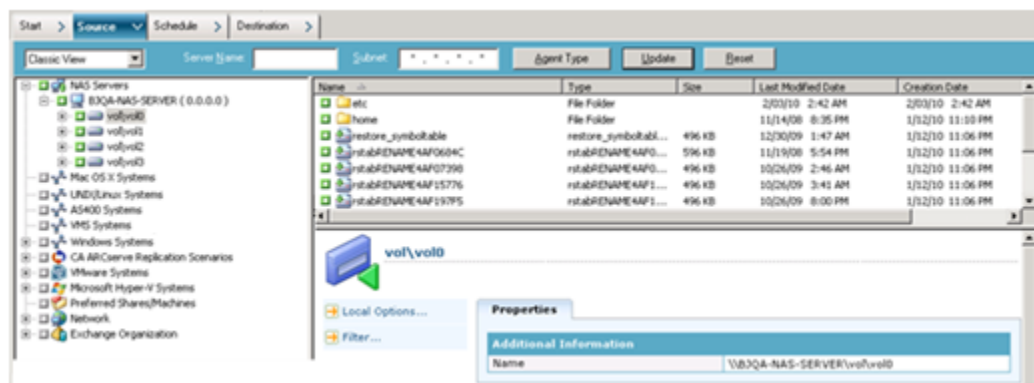 Start > Source Schedule > Destination >
Classic View Server Name: Subnet: Agent Type Update Reset
NAS Servers
BJQA-NAS-SERVER ( 0.0.0.0 )
vol\vol0
vol\vol1
vol\vol2
vol\vol3
Mac OS X Systems
UNIX/Linux Systems
AS400 Systems
VMS Systems
Windows Systems
CA ARCserve Replication Scenarios
VMware Systems
Microsoft Hyper-V Systems
Preferred Shares/Machines
Network
Exchange Organization
Name Type Size Last Modified Date Creation Date
etc File Folder 2/03/10 2:42 AM 2/03/10 2:42 AM
home File Folder 11/14/08 8:35 PM 1/12/10 11:10 PM
restore_symboltable restore_symboltabl... 496 KB 12/30/09 1:47 AM 1/12/10 11:06 PM
rstabRENAME4AF0684C rstabRENAME4AF0... 596 KB 11/19/08 5:54 PM 1/12/10 11:06 PM
rstabRENAME4AF07398 rstabRENAME4AF0... 496 KB 10/26/09 2:46 AM 1/12/10 11:06 PM
rstabRENAME4AF15776 rstabRENAME4AF1... 496 KB 10/26/09 3:41 AM 1/12/10 11:06 PM
rstabRENAME4AF197F5 rstabRENAME4AF1... 496 KB 10/26/09 8:00 PM 1/12/10 11:06 PM
vol\vol0
Local Options...
Filter...
Properties
Additional Information
Name \\BJQA-NAS-SERVER\vol\vol0